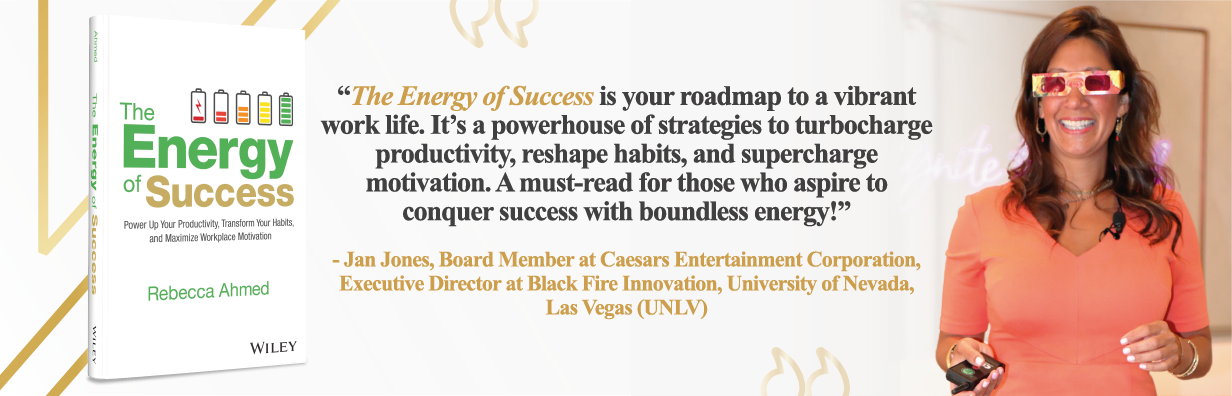 Ahmed
The Energy of Success
WILEY
The
Energy
of Success
Power Up Your Productivity, Transform Your Habits,
and Maximize Workplace Motivation
Rebecca Ahmed
WILEY
“The Energy of Success is your roadmap to a vibrant
work life. It’s a powerhouse of strategies to turbocharge
productivity, reshape habits, and supercharge
motivation. A must-read for those who aspire to
conquer success with boundless energy!”
- Jan Jones, Board Member at Caesars Entertainment Corporation,
Executive Director at Black Fire Innovation, University of Nevada,
Las Vegas (UNLV)